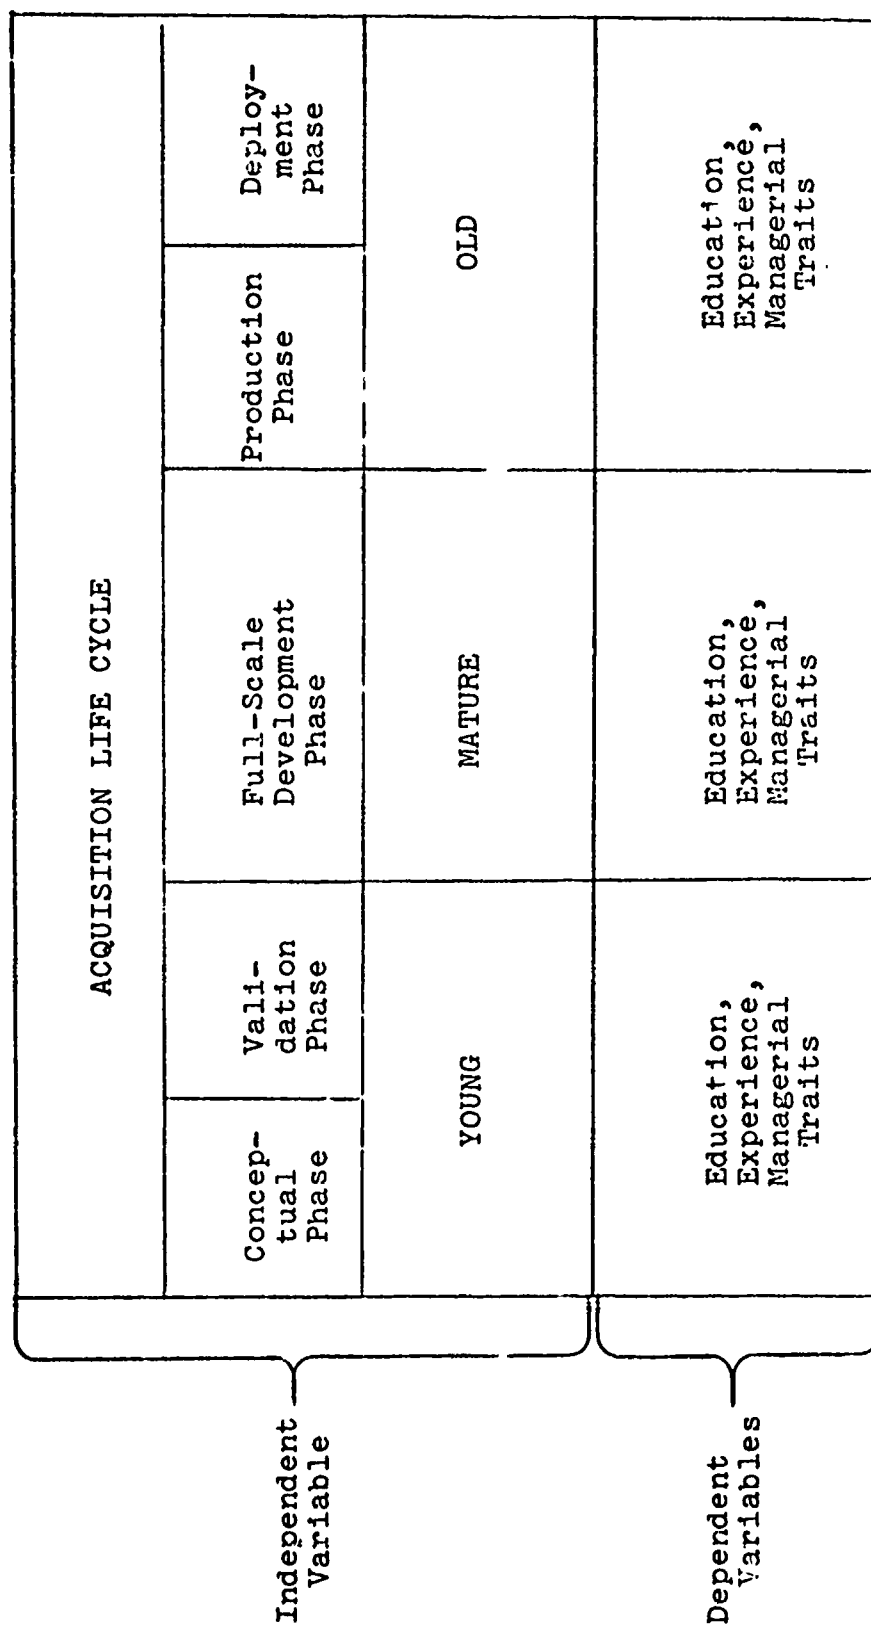 ACQUISITION LIFE CYCLE
Independent
Variable
Concep-
tual
Phase
Vali-
dation
Phase
Full-Scale
Development
Phase
Production
Phase
Deploy-
ment
Phase
YOUNG
MATURE
OLD
Dependent
Variables
Education,
Experience,
Managerial
Traits
Education,
Experience,
Managerial
Traits
Education,
Experience,
Managerial
Traits